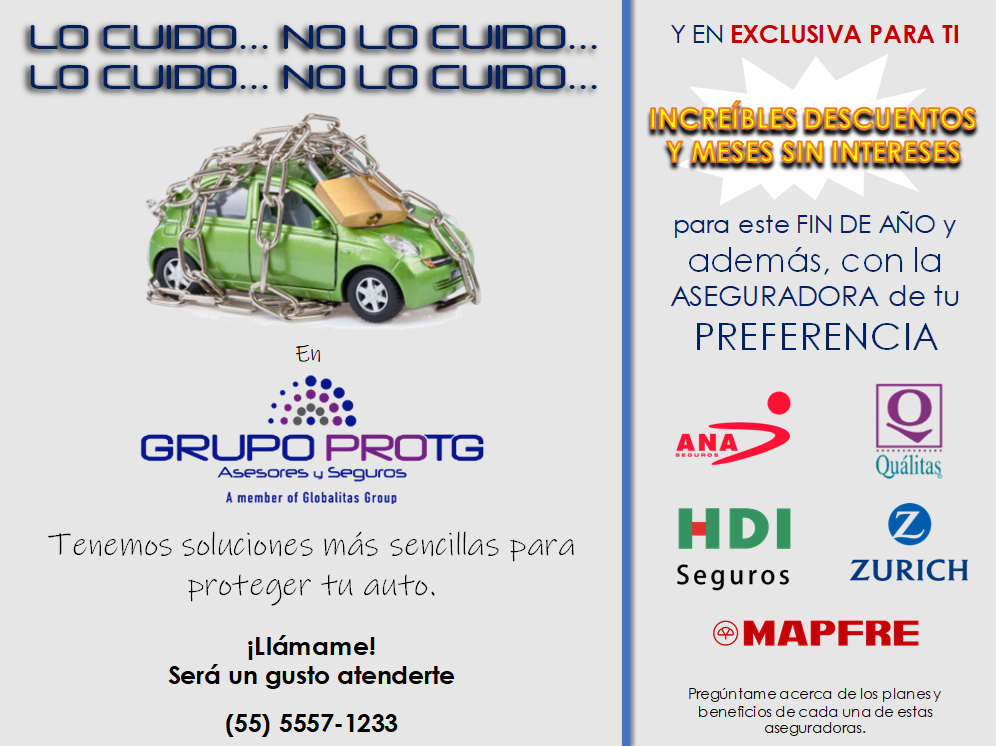 LO CUIDO... NO LO CUIDO...
LO CUIDO... NO LO CUIDO...
En
GRUPO PROTG
Asesores y Seguros
A member of Globalitas Group
Tenemos soluciones más sencillas para
proteger tu auto.
¡Llámame!
Será un gusto atenderte
(55) 5557-1233
Y EN EXCLUSIVA PARA TI
INCREÍBLES DESCUENTOS
Y MESES SIN INTERESES
para este FIN DE AÑO y
además, con la
ASEGURADORA de tu
PREFERENCIA
ANA
SEGUROS
Q
Quálitas
HDI
Seguros
Z
ZURICH
MAPFRE
Pregúntame acerca de los planes y
beneficios de cada una de estas
aseguradoras.